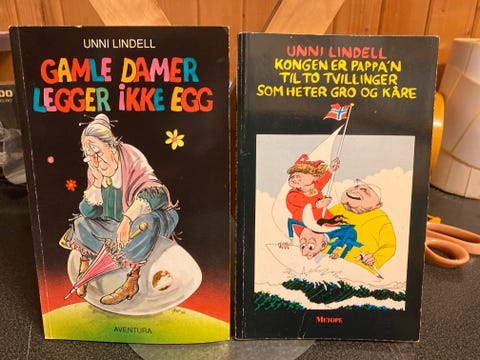 UNNI LINDELL
GAMLE DAMER
LEGGER iKKE EGG
AVENTURA
UNNI LINDELL
KONGEN ER PAPPA'N
TIL TO TVILLINGER
SOM HETER GRO OG KÅRE
METOPE